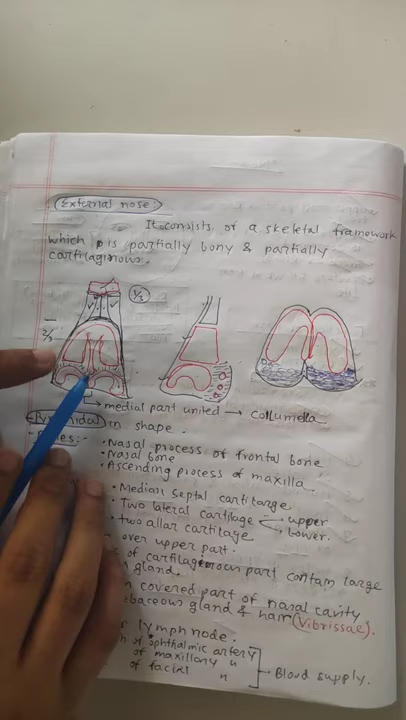 External nose:
It consists of a skeletal framework
which is partially bony & partially
cartilaginous.
1/3
2/3
medial part united → Collumella
Pyramidal in shape.
Nasal process of frontal bone
• Nasal bone
• Ascending process of maxilla
• Median septal cartilarge
• Two lateral cartilage upper
lower.
• two allar cartilage
over upper part.
of cartilagenous part contain large
gland.
covered part of nasal cavity
sebaceous gland & hair (Vibrissae).
lymph node.
of ophthalmic artery
of maxillary "
of facial "
Blood supply.